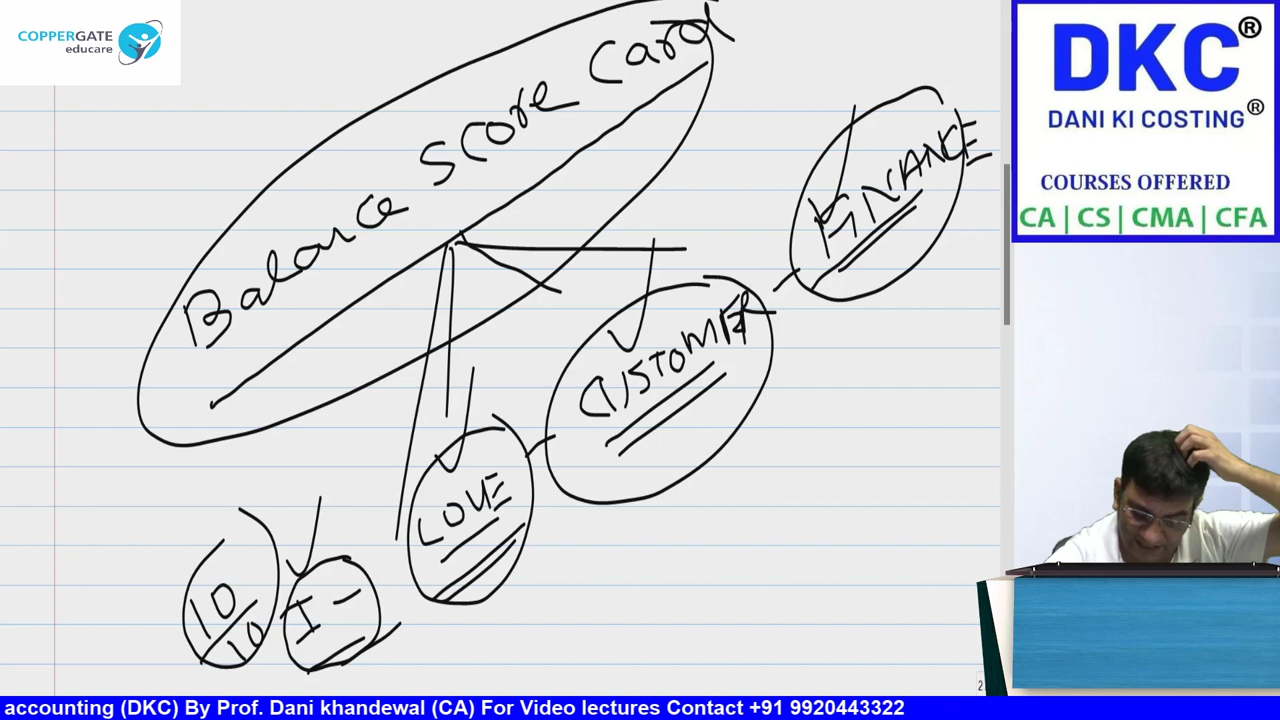 COPPERGATE
educare
Balance Score Card
FINANCE
CUSTOMER
LOVE
I -
10/10
DKC®
DANI KI COSTING®
COURSES OFFERED
CA | CS | CMA | CFA
2
accounting (DKC) By Prof. Dani khandewal (CA) For Video lectures Contact +91 9920443322